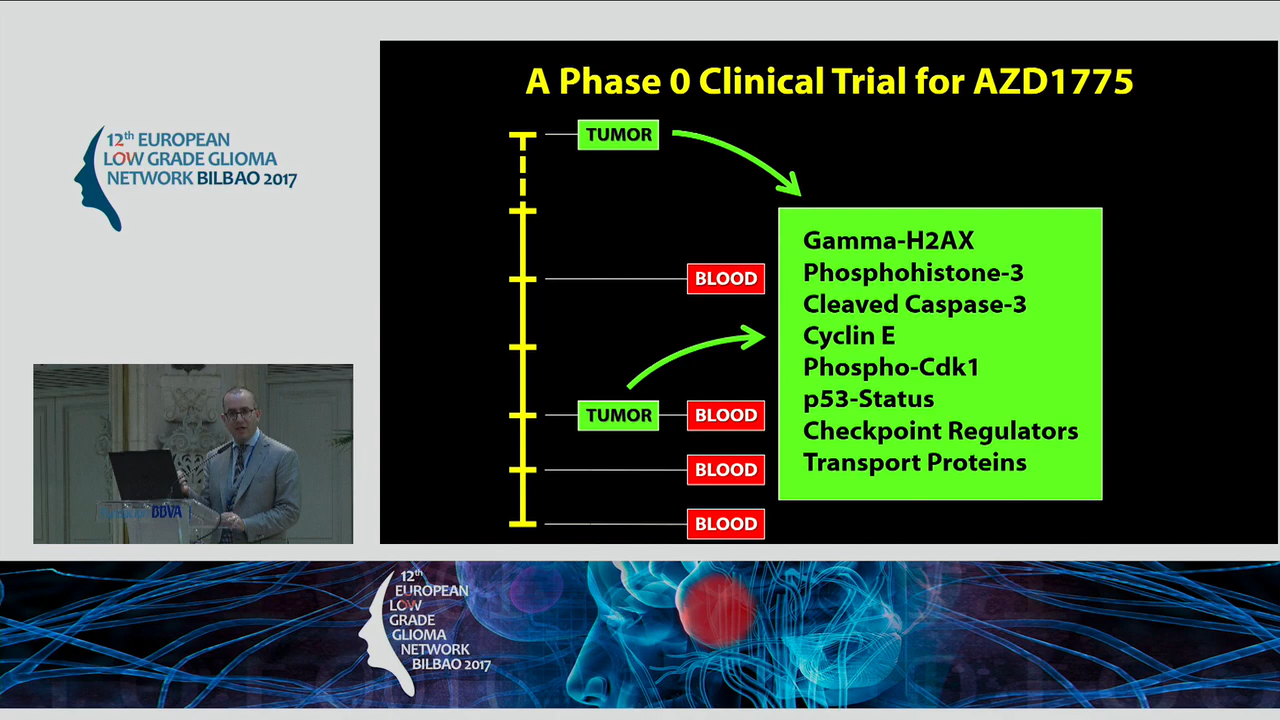 A Phase 0 Clinical Trial for AZD1775
12th EUROPEAN
LOW GRADE GLIOMA
NETWORK BILBAO 2017
TUMOR
BLOOD
TUMOR
BLOOD
BLOOD
BLOOD
Gamma-H2AX
Phosphohistone-3
Cleaved Caspase-3
Cyclin E
Phospho-Cdk1
p53-Status
Checkpoint Regulators
Transport Proteins
BBVA
12th
EUROPEAN
LOW
GRADE
GLIOMA
NETWORK
BILBAO 2017